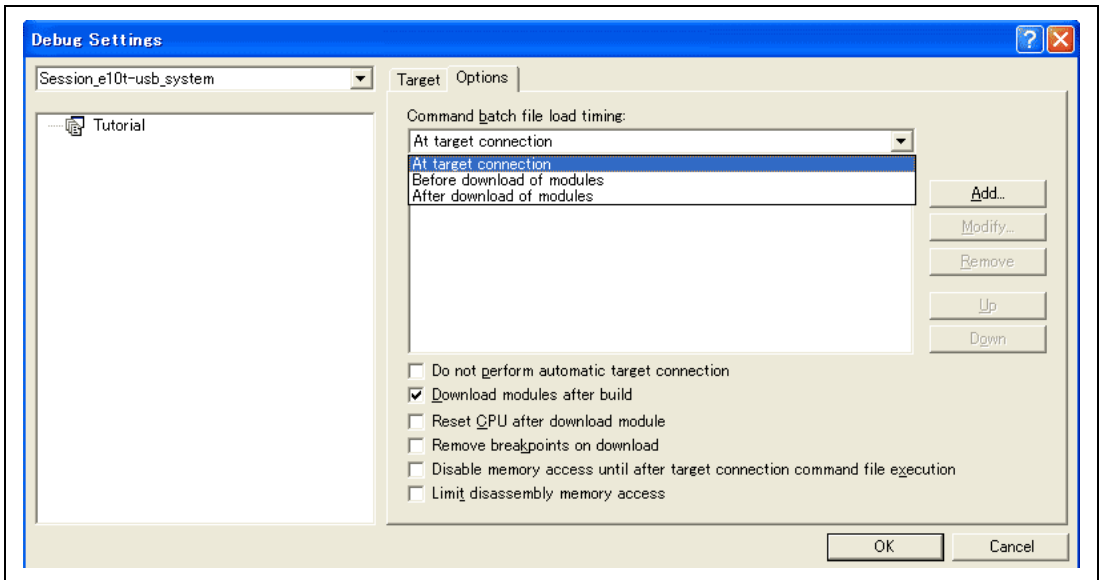 Debug Settings
Session_e10t-usb_system
Tutorial
Target Options
Command batch file load timing:
At target connection
At target connection
Before download of modules
After download of modules
Add...
Modify...
Remove
Up
Down
Do not perform automatic target connection
Download modules after build
Reset CPU after download module
Remove breakpoints on download
Disable memory access until after target connection command file execution
Limit disassembly memory access
OK Cancel